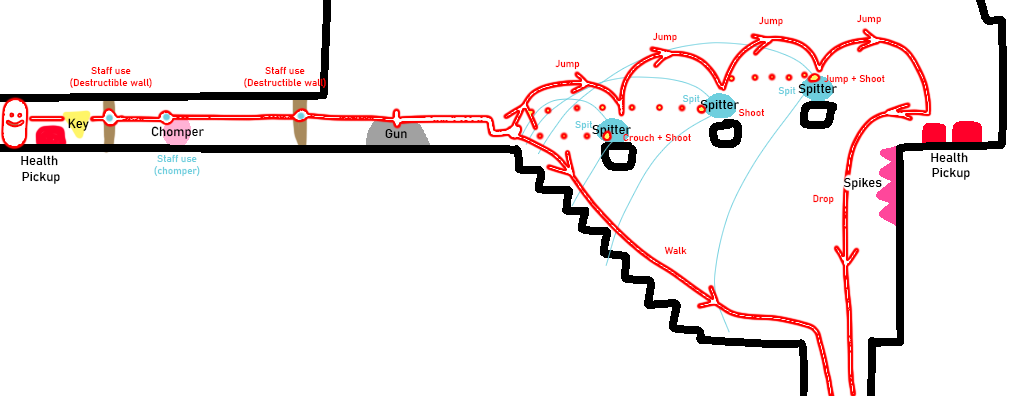 Jump
Jump
Jump
Jump
Staff use
(Destructible wall)
Staff use
(Destructible wall)
Jump + Shoot
Spit
Spitter
Spit
Spitter
Shoot
Key
Chomper
Gun
Spit
Spitter
Crouch + Shoot
Health
Pickup
Staff use
(chomper)
Health
Pickup
Spikes
Drop
Walk